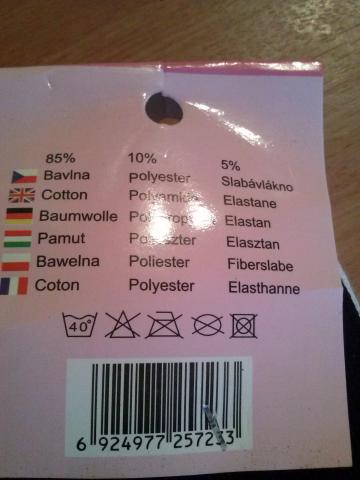 85% 10% 5%
Bavlna Polyester Slabávlákno
Cotton Polyamide Elastane
Baumwolle Elastan
Pamut Elasztan
Bawelna Poliester Fiberslabe
Coton Polyester Elasthanne
40°
6 924977 257233